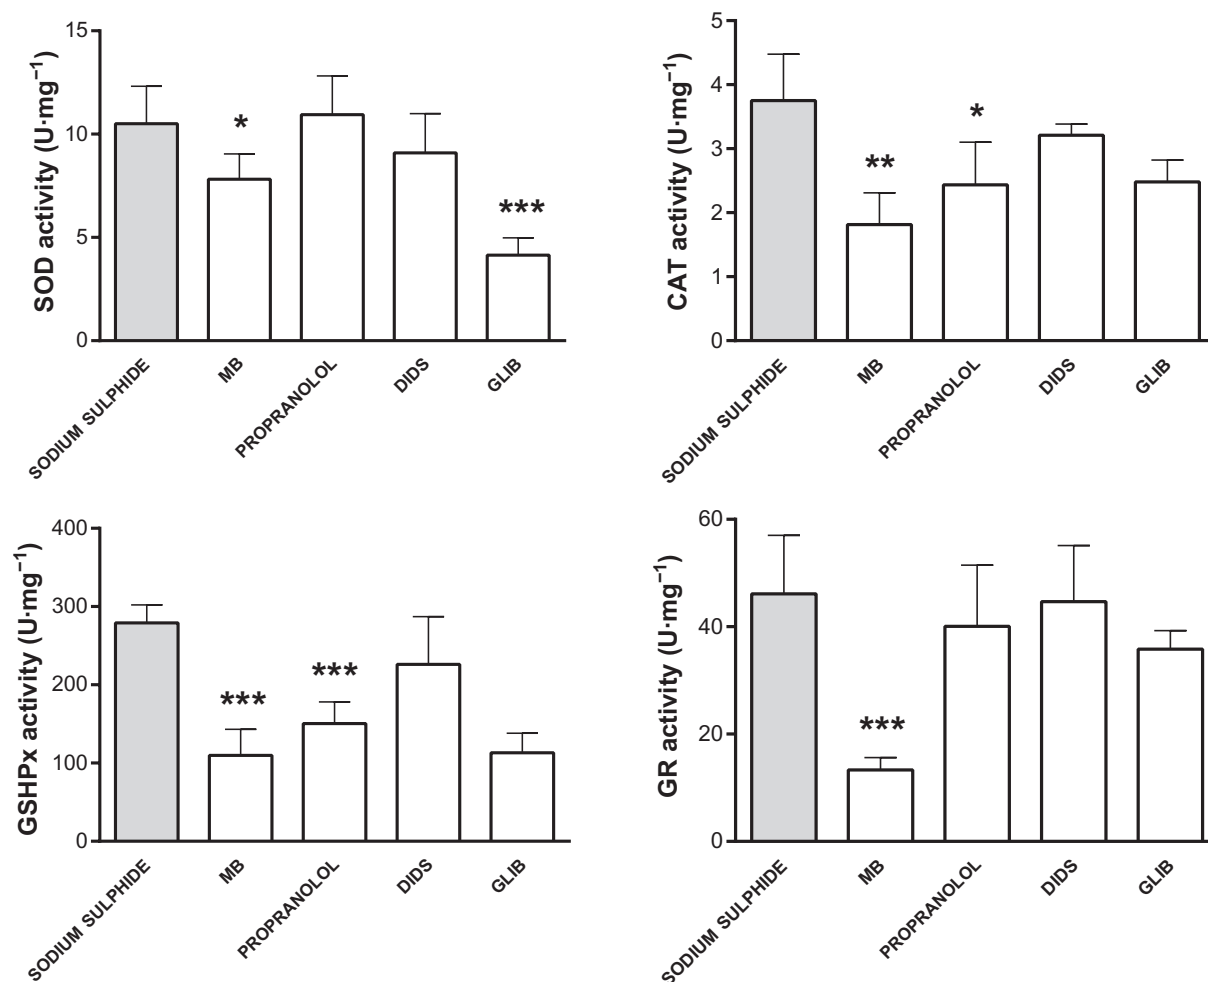 SOD activity (U·mg⁻¹)
15
10
5
0
*
***
SODIUM SULPHIDE
MB
PROPRANOLOL
DIDS
GLIB
CAT activity (U·mg⁻¹)
5
4
3
2
1
0
**
*
SODIUM SULPHIDE
MB
PROPRANOLOL
DIDS
GLIB
GSHPx activity (U·mg⁻¹)
400
300
200
100
0
***
***
SODIUM SULPHIDE
MB
PROPRANOLOL
DIDS
GLIB
GR activity (U·mg⁻¹)
60
40
20
0
***
SODIUM SULPHIDE
MB
PROPRANOLOL
DIDS
GLIB